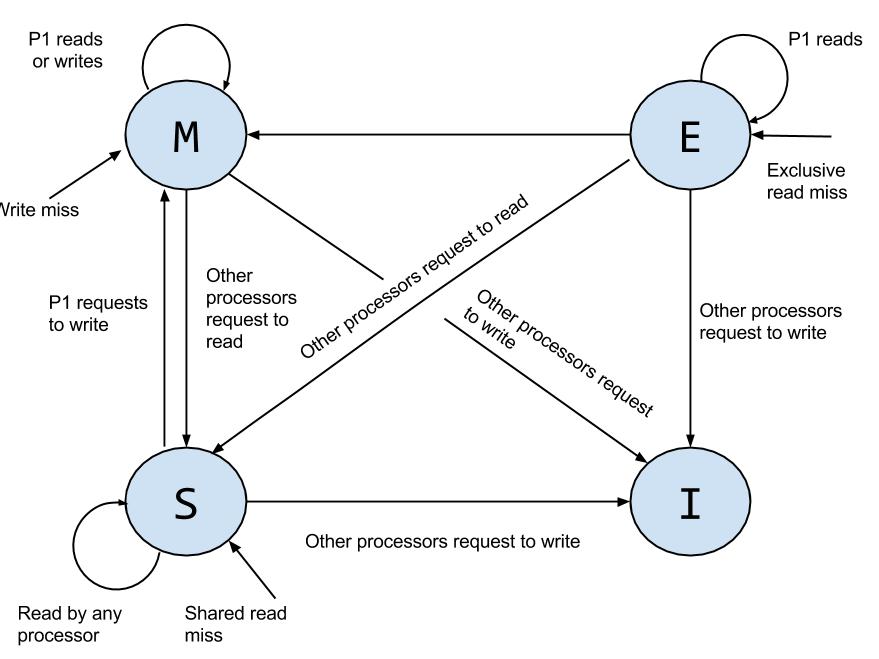 P1 reads
or writes
P1 reads
M
E
Exclusive
read miss
Write miss
Other processors request to read
Other
processors
request to
read
P1 requests
to write
Other processors request
to write
Other processors
request to write
S
I
Other processors request to write
Read by any
processor
Shared read
miss